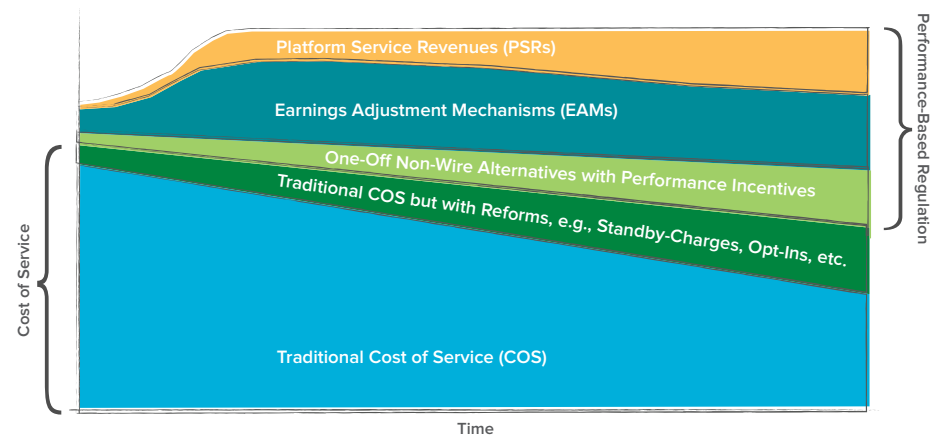 Platform Service Revenues (PSRs)
Earnings Adjustment Mechanisms (EAMs)
One-Off Non-Wire Alternatives with Performance Incentives
Traditional COS but with Reforms, e.g., Standby-Charges, Opt-Ins, etc.
Traditional Cost of Service (COS)
Cost of Service
Performance-Based Regulation
Time